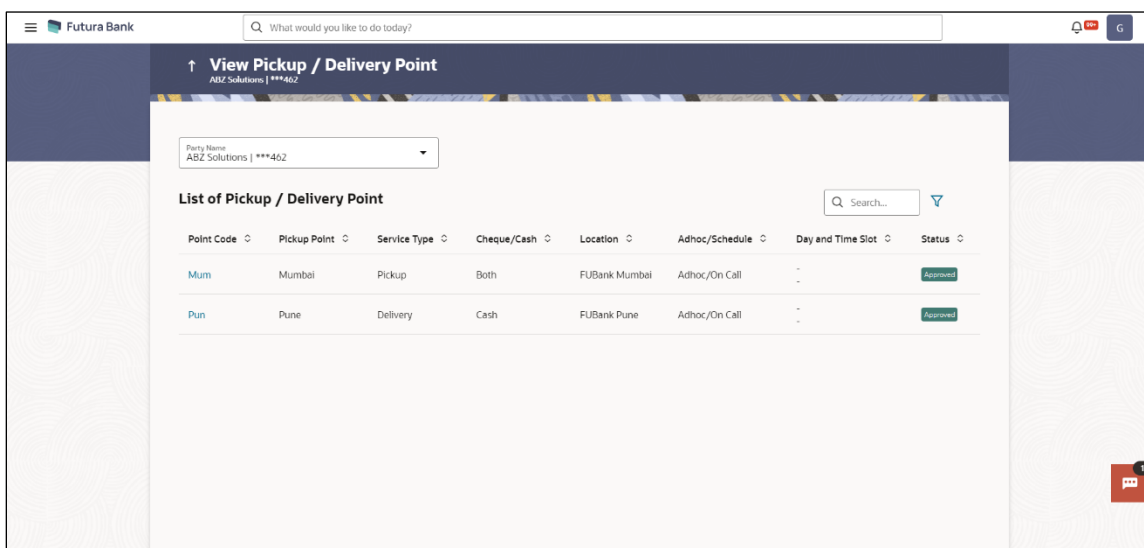 Futura Bank
What would you like to do today?
99+
G
View Pickup / Delivery Point
ABZ Solutions | ***462
Party Name
ABZ Solutions | ***462
List of Pickup / Delivery Point
Search...
Point Code Pickup Point Service Type Cheque/Cash Location Adhoc/Schedule Day and Time Slot Status
Mum Mumbai Pickup Both FUBank Mumbai Adhoc/On Call - - Approved
Pun Pune Delivery Cash FUBank Pune Adhoc/On Call - - Approved
1